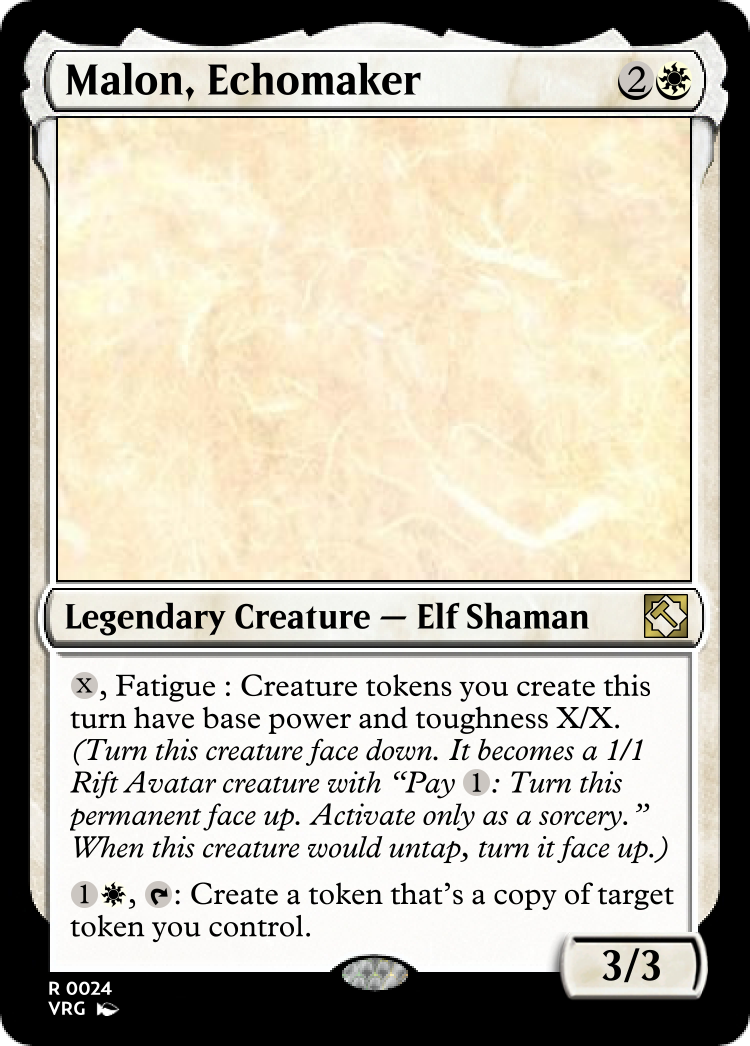 Malon, Echomaker 2
Legendary Creature — Elf Shaman
X, Fatigue : Creature tokens you create this
turn have base power and toughness X/X.
(Turn this creature face down. It becomes a 1/1
Rift Avatar creature with “Pay 1: Turn this
permanent face up. Activate only as a sorcery.”
When this creature would untap, turn it face up.)
1, : Create a token that’s a copy of target
token you control.
3/3
R 0024
VRG